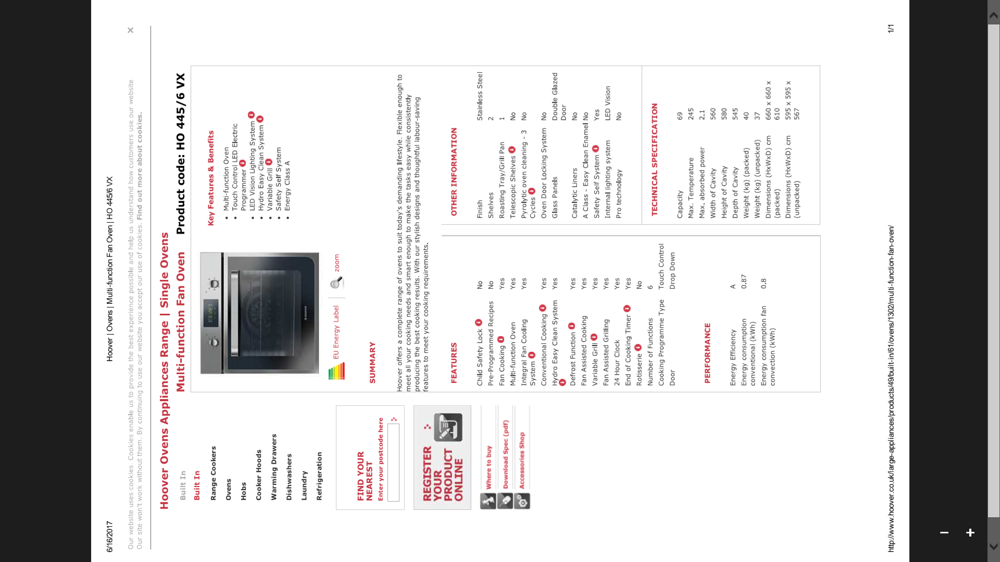 6/16/2017 Hoover | Ovens | Multi-function Fan Oven | HO 445/6 VX
Our website uses cookies. Cookies enable us to provide the best experience possible and help us understand how customers use our website.
Our site won't work without them. By continuing to use our website you accept our use of cookies. Find out more about cookies.
×
Hoover Ovens Appliances Range | Single Ovens
Built In
Built In
Range Cookers
Ovens
Hobs
Cooker Hoods
Warming Drawers
Dishwashers
Laundry
Refrigeration
FIND YOUR
NEAREST
Enter your postcode here
REGISTER
YOUR
PRODUCT
ONLINE
Where to buy
Download Spec (pdf)
Accessories Shop
Multi-function Fan Oven Product code: HO 445/6 VX
EU Energy Label
zoom
Key Features & Benefits
• Multi-function Oven
• Touch Control LED Electric
Programmer
• LED Vision Lighting System
• Hydro Easy Clean System
• Variable Grill
• Safety Self System
• Energy Class A
SUMMARY
Hoover offers a complete range of ovens to suit today's demanding lifestyle. Flexible enough to
meet all your cooking needs and smart enough to make the tasks easy while consistently
producing the best cooking results. With our stylish designs and thoughtful labour-saving
features to meet your cooking requirements.
FEATURES
Child Safety Lock No
Pre-Programmed Recipes No
Fan Cooking Yes
Multi-function Oven Yes
Integral Fan Cooling Yes
System
Conventional Cooking Yes
Hydro Easy Clean System Yes
Defrost Function Yes
Fan Assisted Cooking Yes
Variable Grill Yes
Fan Assisted Grilling Yes
24 Hour Clock Yes
End of Cooking Timer Yes
Rotisserie No
Number of Functions 6
Cooking Programme Type Touch Control
Door Drop Down
PERFORMANCE
Energy Efficiency A
Energy consumption 0.87
conventional (kWh)
Energy consumption fan 0.8
convection (kWh)
OTHER INFORMATION
Finish Stainless Steel
Shelves 2
Roasting Tray/Grill Pan 1
Telescopic Shelves No
Pyrolytic oven cleaning - 3 No
Cycles
Oven Door Locking System No
Glass Panels Double Glazed
Door
Catalytic Liners No
A Class - Easy Clean Enamel No
Safety Self System Yes
Internal lighting system LED Vision
Pro technology No
TECHNICAL SPECIFICATION
Capacity 69
Max. Temperature 245
Max. absorbed power 2.1
Width of Cavity 560
Height of Cavity 580
Depth of Cavity 545
Weight (kg) (packed) 40
Weight (kg) (unpacked) 37
Dimensions (HxWxD) cm 660 x 660 x
(packed) 610
Dimensions (HxWxD) cm 595 x 595 x
(unpacked) 567
http://www.hoover.co.uk/large-appliances/products/49/built-in/61/ovens/1302/multi-function-fan-oven/ 1/1